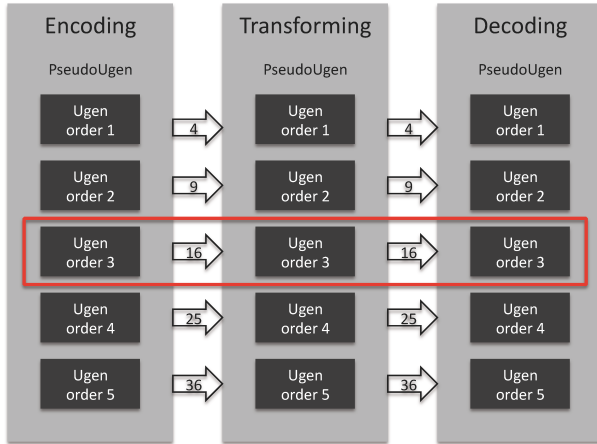 Encoding
Transforming
Decoding
PseudoUgen
PseudoUgen
PseudoUgen
Ugen
order 1
4
Ugen
order 1
4
Ugen
order 1
Ugen
order 2
9
Ugen
order 2
9
Ugen
order 2
Ugen
order 3
16
Ugen
order 3
16
Ugen
order 3
Ugen
order 4
25
Ugen
order 4
25
Ugen
order 4
Ugen
order 5
36
Ugen
order 5
36
Ugen
order 5